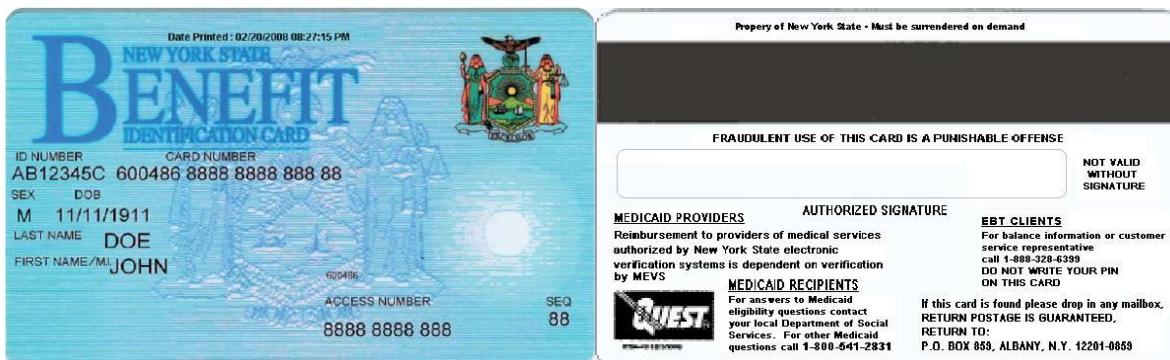 Date Printed : 02/20/2008 08:27:15 PM
NEW YORK STATE
BENEFIT
IDENTIFICATION CARD
EXCELSIOR
ID NUMBER CARD NUMBER
AB12345C 600486 8888 8888 888 88
SEX DOB
M 11/11/1911
LAST NAME DOE
FIRST NAME/M.I. JOHN
600486
ACCESS NUMBER SEQ
8888 8888 888 88
Propery of New York State - Must be surrendered on demand
FRAUDULENT USE OF THIS CARD IS A PUNISHABLE OFFENSE
NOT VALID
WITHOUT
SIGNATURE
AUTHORIZED SIGNATURE
MEDICAID PROVIDERS
Reimbursement to providers of medical services
authorized by New York State electronic
verification systems is dependent on verification
by MEVS
MEDICAID RECIPIENTS
For answers to Medicaid
eligibility questions contact
your local Department of Social
Services. For other Medicaid
questions call 1-800-541-2831
QUEST
EBT CLIENTS
For balance information or customer
service representative
call 1-888-328-6399
DO NOT WRITE YOUR PIN
ON THIS CARD
If this card is found please drop in any mailbox,
RETURN POSTAGE IS GUARANTEED,
RETURN TO:
P.O. BOX 859, ALBANY, N.Y. 12201-0859